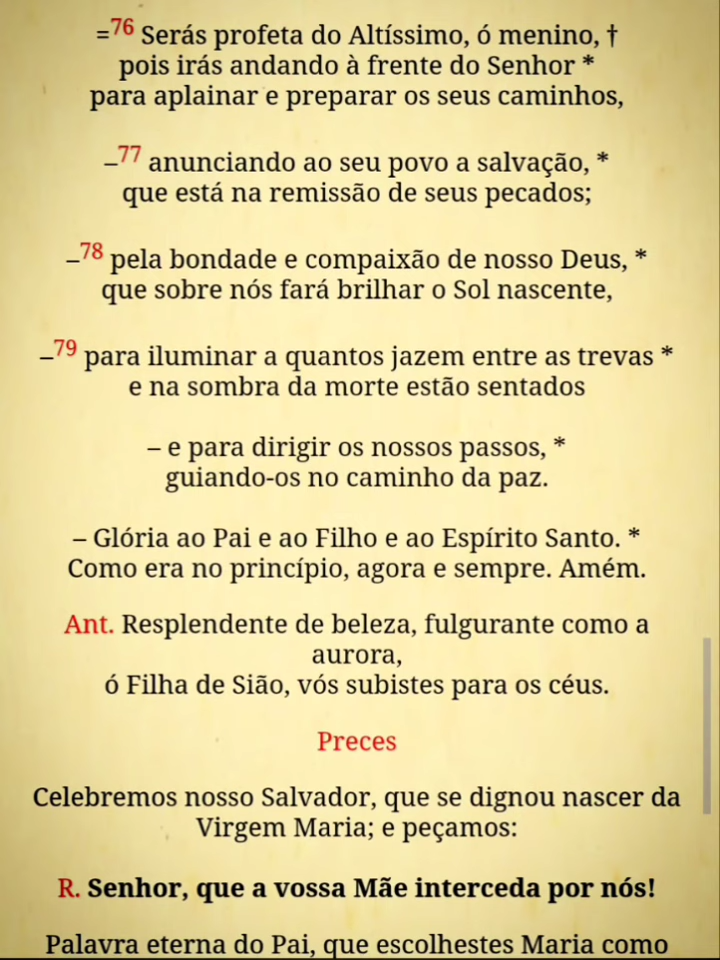 =76 Serás profeta do Altíssimo, ó menino, †
pois irás andando à frente do Senhor *
para aplainar e preparar os seus caminhos,
–77 anunciando ao seu povo a salvação, *
que está na remissão de seus pecados;
–78 pela bondade e compaixão de nosso Deus, *
que sobre nós fará brilhar o Sol nascente,
–79 para iluminar a quantos jazem entre as trevas *
e na sombra da morte estão sentados
– e para dirigir os nossos passos, *
guiando-os no caminho da paz.
– Glória ao Pai e ao Filho e ao Espírito Santo. *
Como era no princípio, agora e sempre. Amém.
Ant. Resplendente de beleza, fulgurante como a
aurora,
ó Filha de Sião, vós subistes para os céus.
Preces
Celebremos nosso Salvador, que se dignou nascer da
Virgem Maria; e peçamos:
R. Senhor, que a vossa Mãe interceda por nós!
Palavra eterna do Pai, que escolhestes Maria como